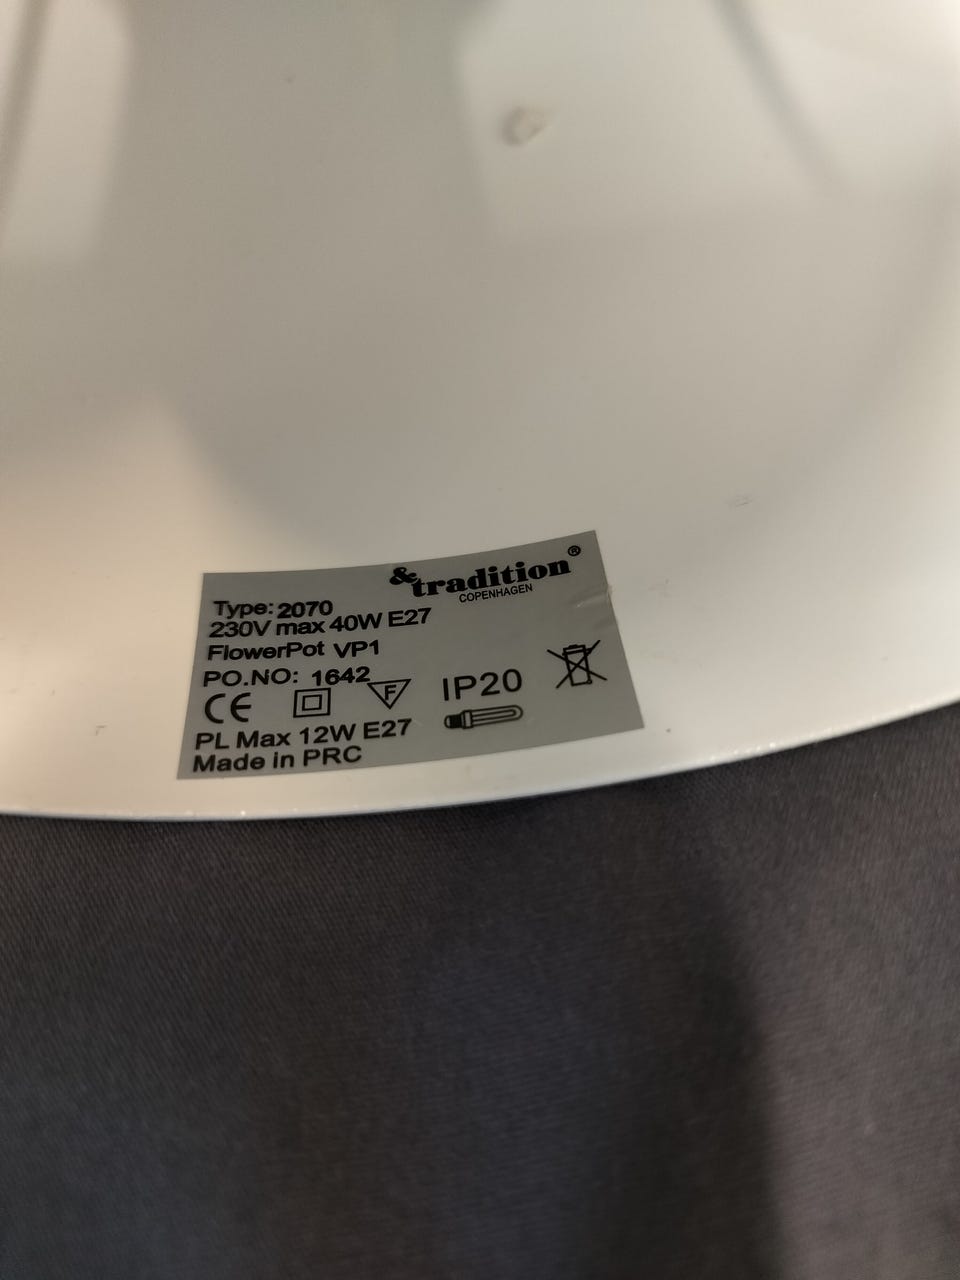 &tradition®
COPENHAGEN
Type: 2070
230V max 40W E27
FlowerPot VP1
PO.NO: 1642
CE F IP20
PL Max 12W E27
Made in PRC